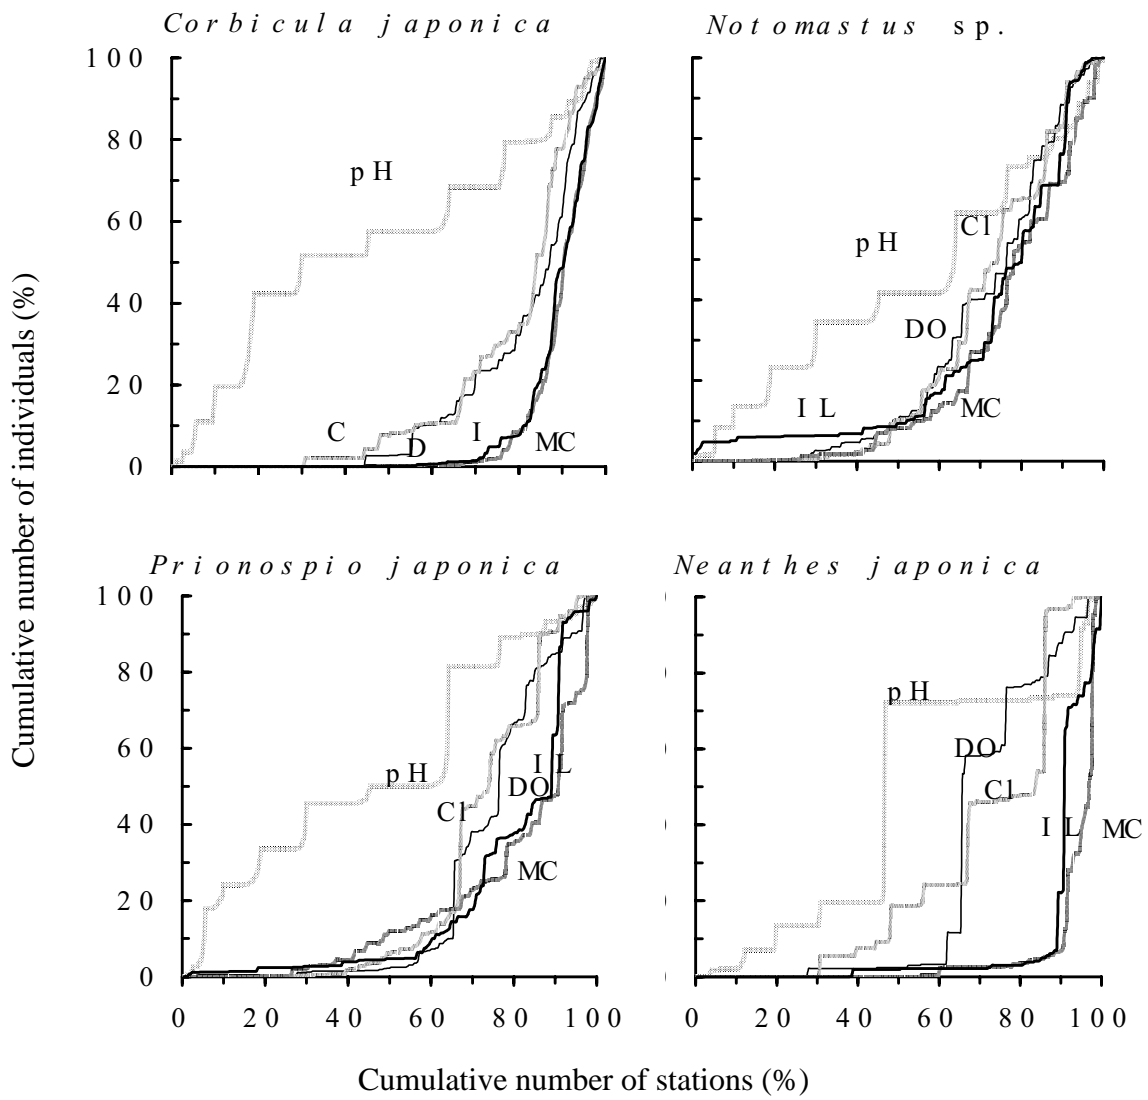 Corbicula japonica
Notomastus sp.
100
80
60
40
20
0
pH
C
D
I
MC
pH
Cl
DO
IL
MC
Cumulative number of individuals (%)
Prionospio japonica
Neanthes japonica
100
80
60
40
20
0
pH
IL
DO
Cl
MC
pH
DO
Cl
IL
MC
0 20 40 60 80 100
0 20 40 60 80 100
Cumulative number of stations (%)